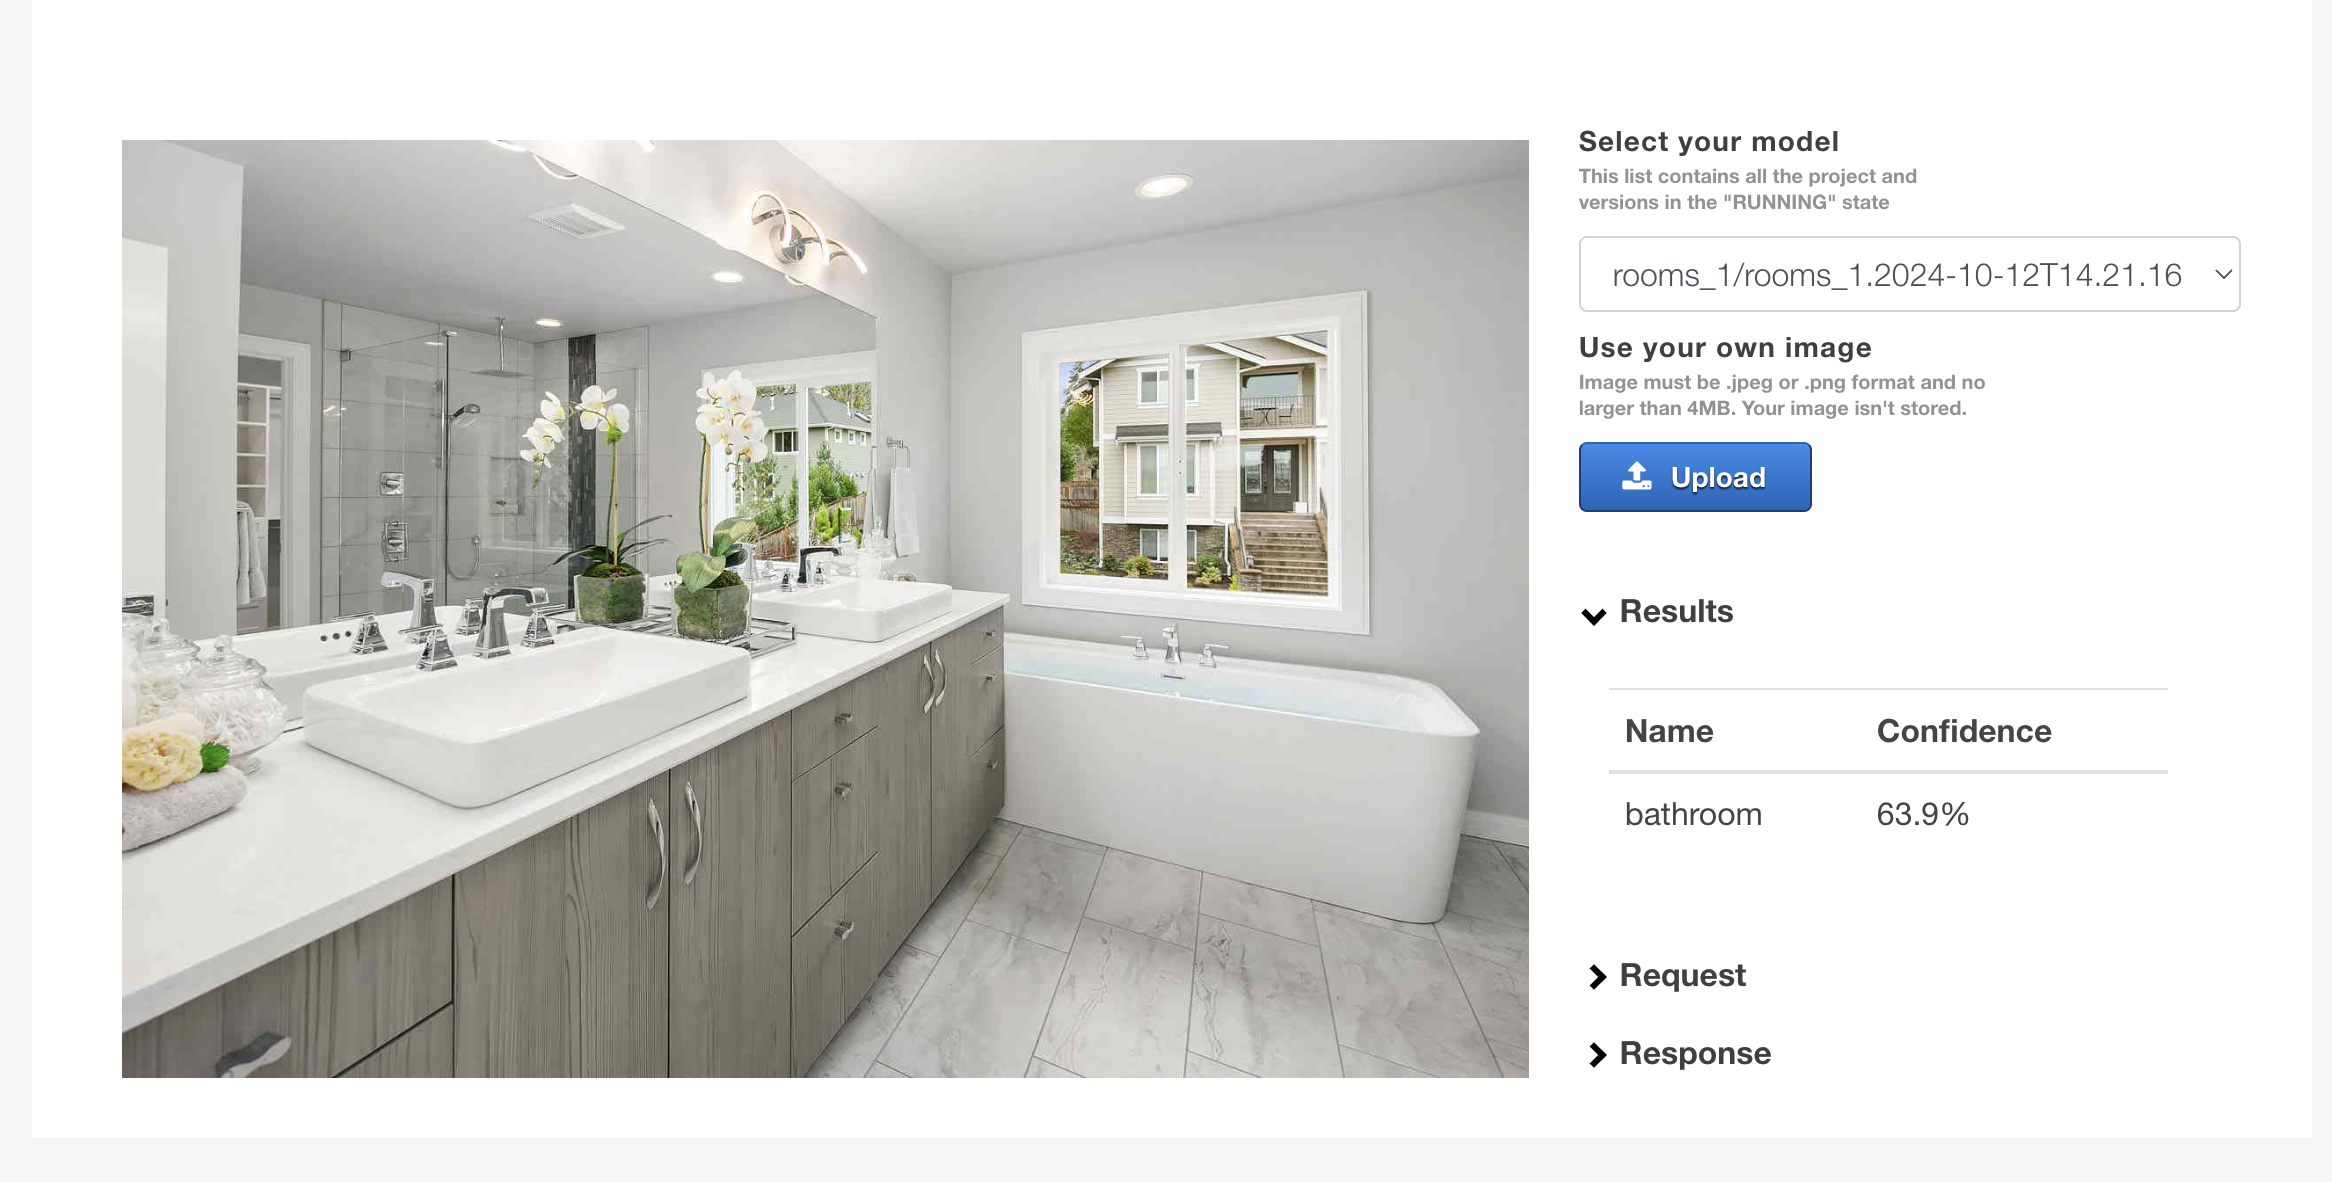 Select your model
This list contains all the project and
versions in the "RUNNING" state
rooms_1/rooms_1.2024-10-12T14.21.16
Use your own image
Image must be .jpeg or .png format and no
larger than 4MB. Your image isn't stored.
Upload
Results
Name Confidence
bathroom 63.9%
Request
Response